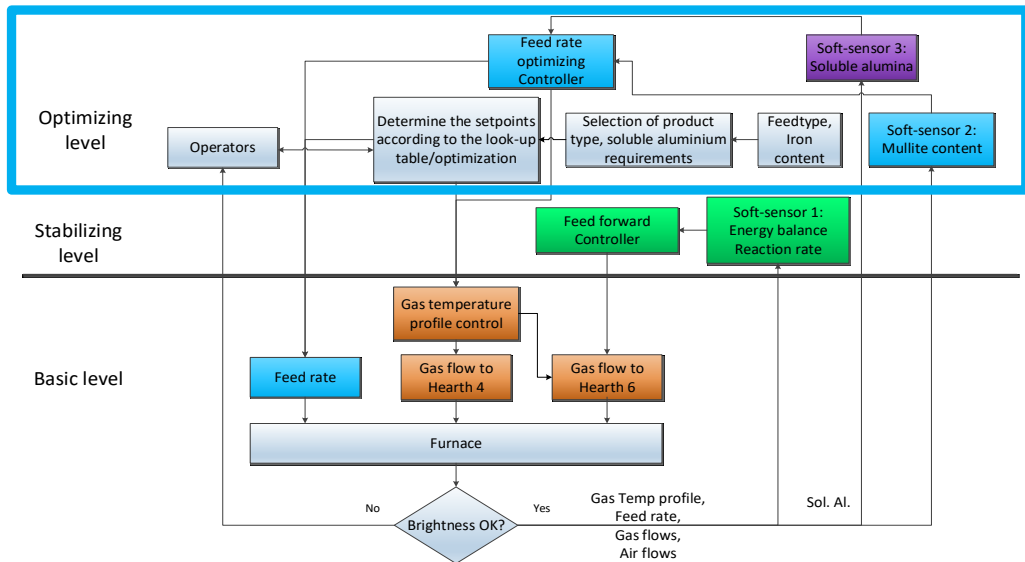 Optimizing
level
Feed rate
optimizing
Controller
Soft-sensor 3:
Soluble alumina
Operators
Determine the setpoints
according to the look-up
table/optimization
Selection of product
type, soluble aluminium
requirements
Feedtype,
Iron
content
Soft-sensor 2:
Mullite content
Stabilizing
level
Feed forward
Controller
Soft-sensor 1:
Energy balance
Reaction rate
Basic level
Gas temperature
profile control
Feed rate
Gas flow to
Hearth 4
Gas flow to
Hearth 6
Furnace
No
Brightness OK?
Yes
Gas Temp profile,
Feed rate,
Gas flows,
Air flows
Sol. Al.